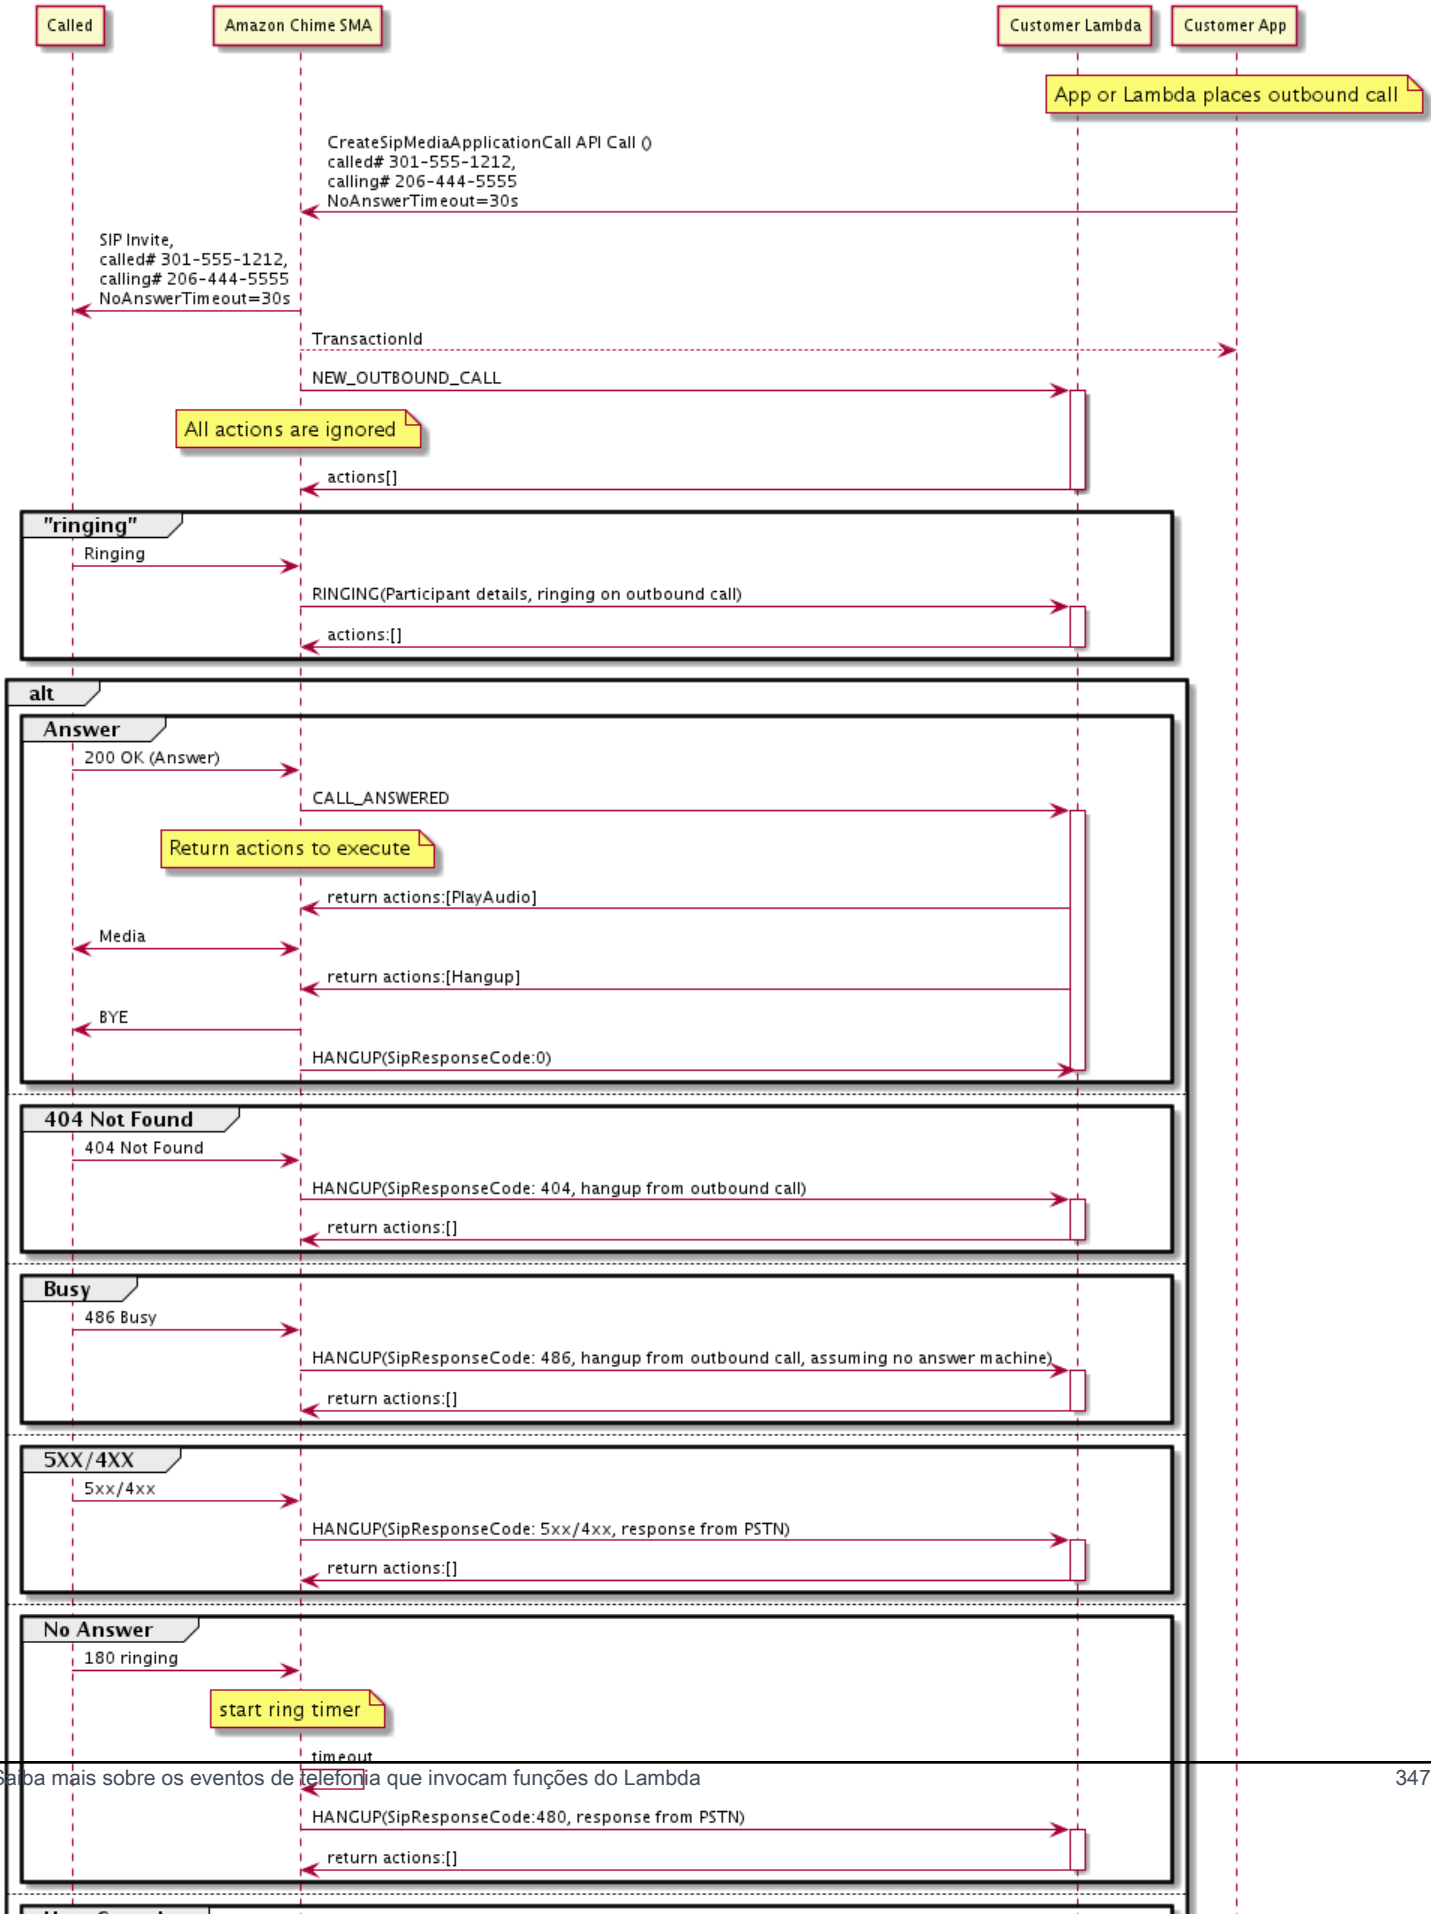 Called
Amazon Chime SMA
Customer Lambda
Customer App
App or Lambda places outbound call
CreateSipMediaApplicationCall API Call ()
called# 301-555-1212,
calling# 206-444-5555
NoAnswerTimeout=30s
SIP Invite,
called# 301-555-1212,
calling# 206-444-5555
NoAnswerTimeout=30s
TransactionId
NEW_OUTBOUND_CALL
All actions are ignored
actions[]
"ringing"
Ringing
RINGING(Participant details, ringing on outbound call)
actions:[]
alt
Answer
200 OK (Answer)
CALL_ANSWERED
Return actions to execute
return actions:[PlayAudio]
Media
return actions:[Hangup]
BYE
HANGUP(SipResponseCode:0)
404 Not Found
404 Not Found
HANGUP(SipResponseCode: 404, hangup from outbound call)
return actions:[]
Busy
486 Busy
HANGUP(SipResponseCode: 486, hangup from outbound call, assuming no answer machine)
return actions:[]
5XX/4XX
5xx/4xx
HANGUP(SipResponseCode: 5xx/4xx, response from PSTN)
return actions:[]
No Answer
180 ringing
start ring timer
timeout
Saiba mais sobre os eventos de telefonia que invocam funções do Lambda 347
HANGUP(SipResponseCode:480, response from PSTN)
return actions:[]